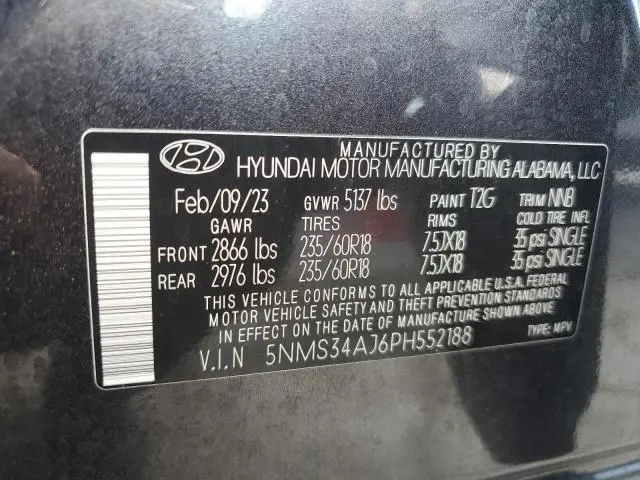 MANUFACTURED BY
HYUNDAI MOTOR MANUFACTURING ALABAMA, LLC
Feb/09/23 GVWR 5137 lbs PAINT T2G TRIM NNB
GAWR TIRES RIMS COLD TIRE INFL
FRONT 2866 lbs 235/60R18 7.5JX18 35 psi SINGLE
REAR 2976 lbs 235/60R18 7.5JX18 35 psi SINGLE
THIS VEHICLE CONFORMS TO ALL APPLICABLE U.S.A. FEDERAL
MOTOR VEHICLE SAFETY AND THEFT PREVENTION STANDARDS
IN EFFECT ON THE DATE OF MANUFACTURE SHOWN ABOVE.
V.I.N 5NMS34AJ6PH552188 TYPE: MPV